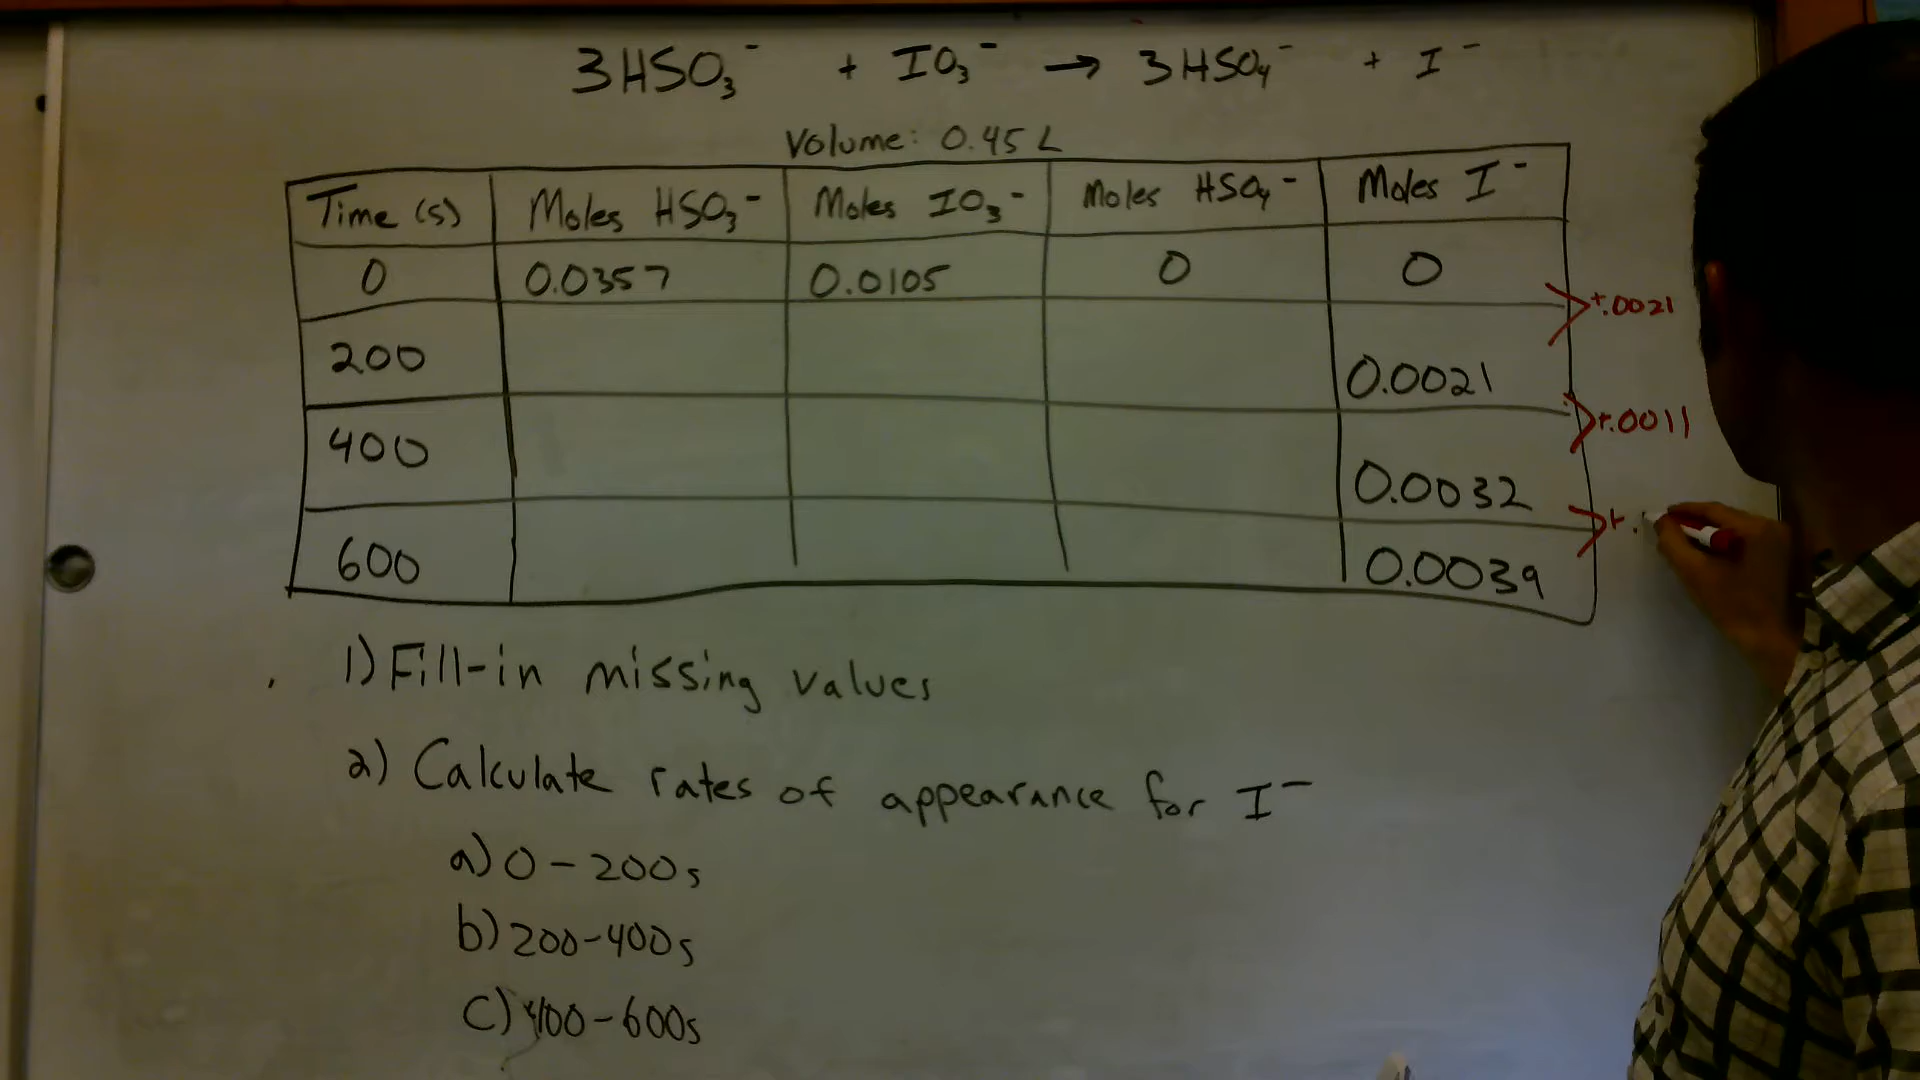 3HSO₃⁻ + IO₃⁻ → 3HSO₄⁻ + I⁻
Volume: 0.45 L
Time (s) Moles HSO₃⁻ Moles IO₃⁻ Moles HSO₄⁻ Moles I⁻
0 0.0357 0.0105 0 0
+.0021
200 0.0021
+.0011
400 0.0032
+.
600 0.0039
1) Fill-in missing values
2) Calculate rates of appearance for I⁻
a) 0-200s
b) 200-400s
c) 400-600s